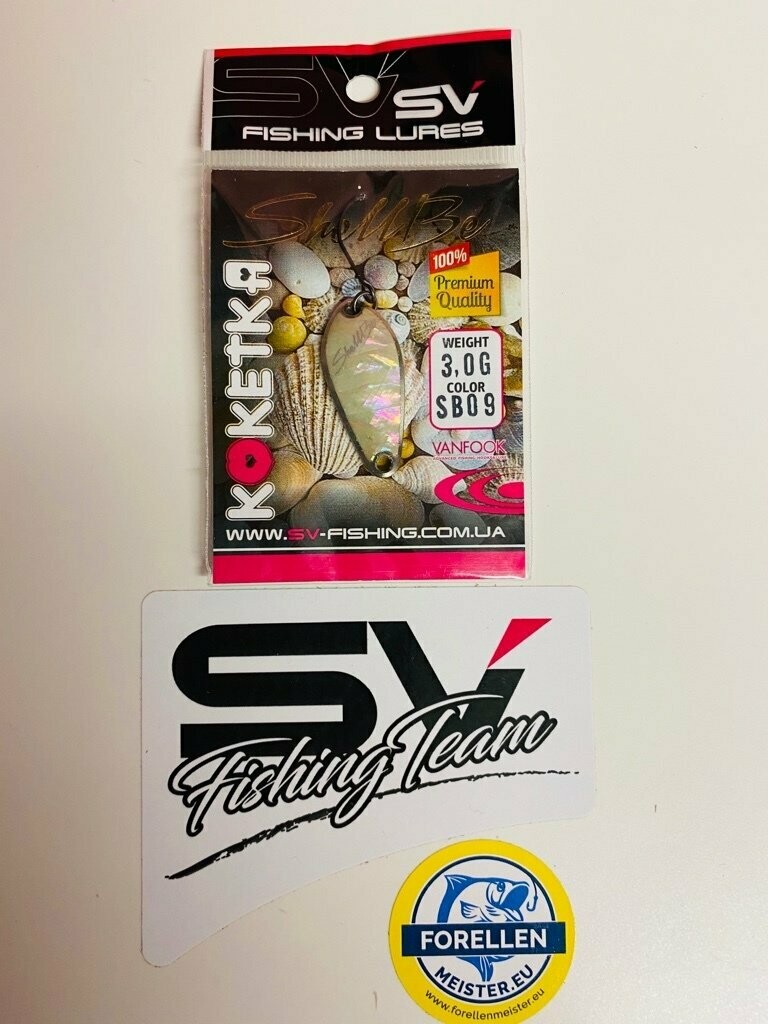 SV SV
FISHING LURES
ShellBe
KOKETKA
100%
Premium
Quality
WEIGHT
3,0G
COLOR
SB09
ShellBe
VANFOOK
WWW.SV-FISHING.COM.UA
SV
Fishing Team
FORELLEN
MEISTER.EU
www.forellenmeister.eu